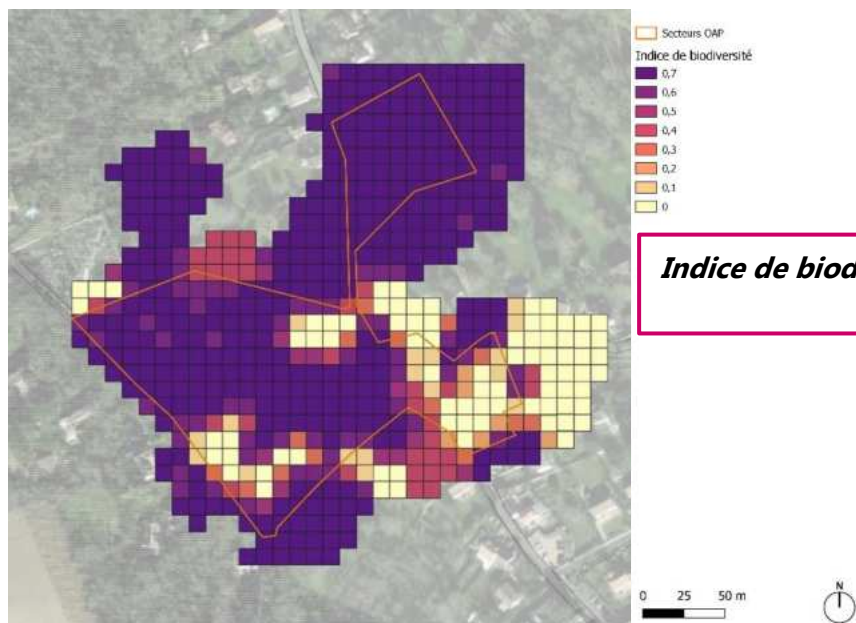 Secteurs OAP
Indice de biodiversité
0,7
0,6
0,5
0,4
0,3
0,2
0,1
0
Indice de biod
0 25 50 m
N